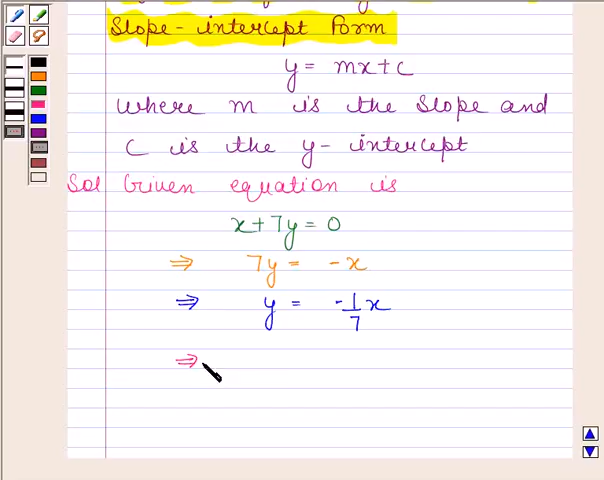 Slope-intercept Form
y = mx+c
where m is the slope and
c is the y-intercept
Sol Given equation is
x+7y=0
⇒ 7y = -x
⇒ y = -1/7 x
⇒